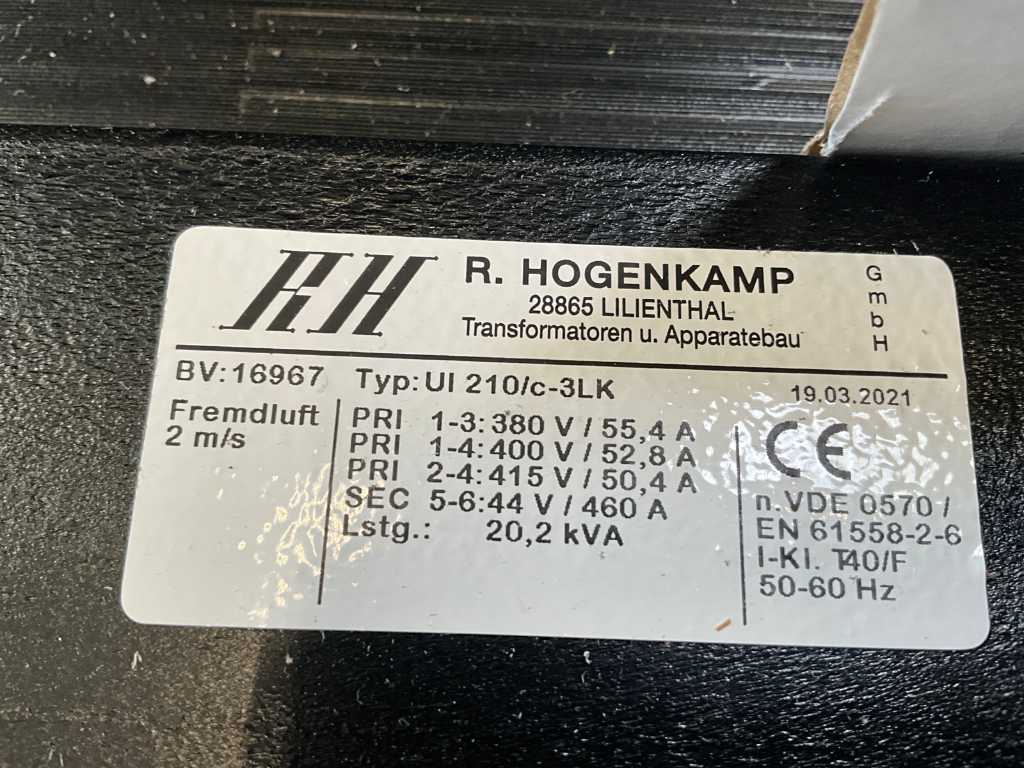 RH
R. HOGENKAMP
28865 LILIENTHAL
Transformatoren u. Apparatebau
G
m
b
H
BV:16967 Typ: UI 210/c-3LK 19.03.2021
Fremdluft
2 m/s
PRI 1-3: 380 V / 55,4 A
PRI 1-4: 400 V / 52,8 A
PRI 2-4: 415 V / 50,4 A
SEC 5-6: 44 V / 460 A
Lstg.: 20,2 kVA
CE
n. VDE 0570 /
EN 61558-2-6
I-Kl. T40/F
50-60 Hz